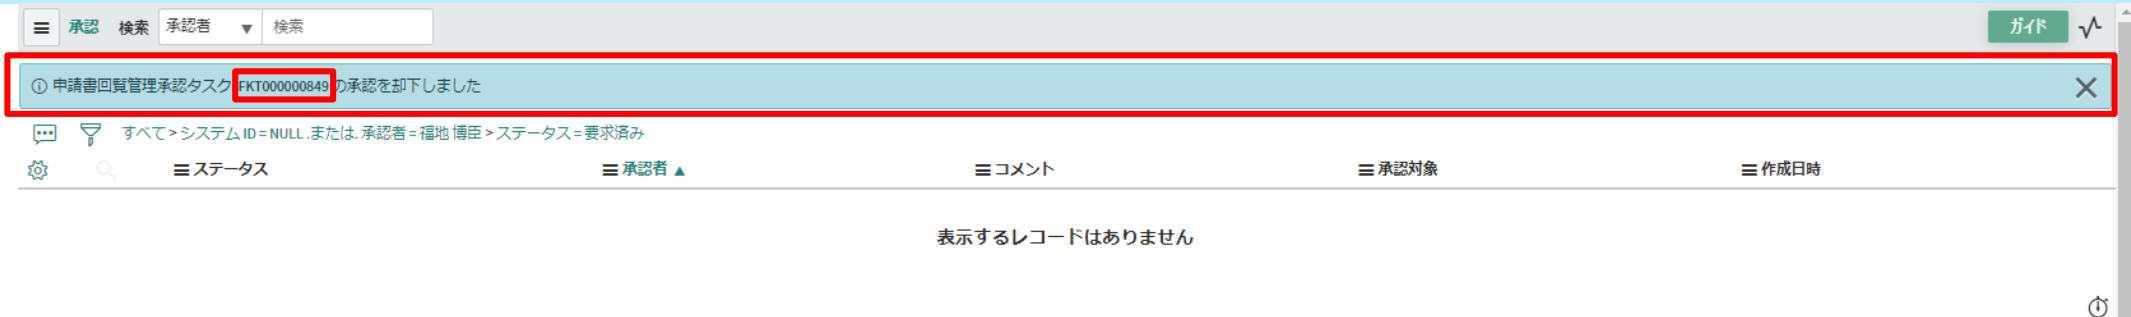 承認 検索 承認者 ▼ 検索 ガイド
申請書回覧管理承認タスク FKT000000849 の承認を却下しました
すべて > システム ID = NULL .または. 承認者 = 福地 博臣 > ステータス = 要求済み
ステータス 承認者 ▲ コメント 承認対象 作成日時
表示するレコードはありません